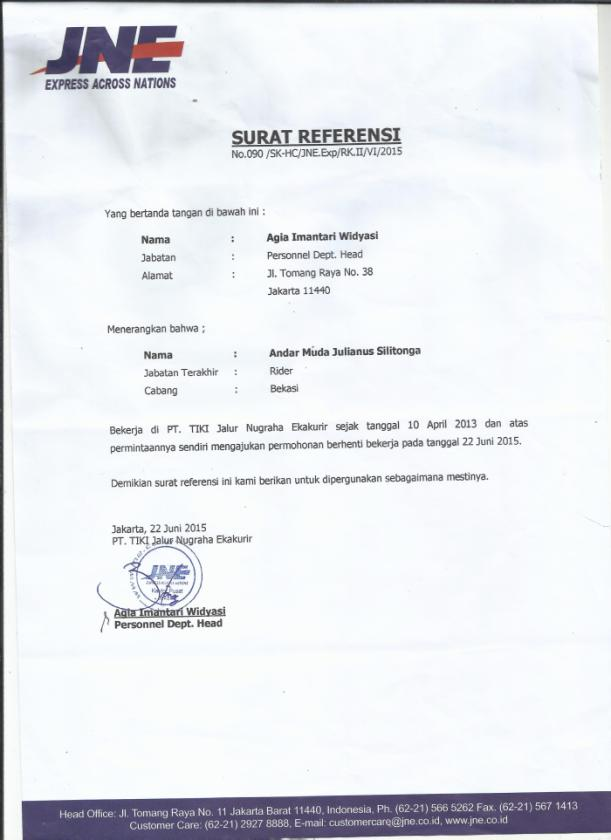 JNE
EXPRESS ACROSS NATIONS
SURAT REFERENSI
No.090 /SK-HC/JNE.Exp/RK.II/VI/2015
Yang bertanda tangan di bawah ini :
Nama : Agia Imantari Widyasi
Jabatan : Personnel Dept. Head
Alamat : Jl. Tomang Raya No. 38
Jakarta 11440
Menerangkan bahwa ;
Nama : Andar Muda Julianus Silitonga
Jabatan Terakhir : Rider
Cabang : Bekasi
Bekerja di PT. TIKI Jalur Nugraha Ekakurir sejak tanggal 10 April 2013 dan atas
permintaannya sendiri mengajukan permohonan berhenti bekerja pada tanggal 22 Juni 2015.
Demikian surat referensi ini kami berikan untuk dipergunakan sebagaimana mestinya.
Jakarta, 22 Juni 2015
PT. TIKI Jalur Nugraha Ekakurir
JNE
EXPRESS ACROSS NATIONS
Kantor Pusat
Agia Imantari Widyasi
Personnel Dept. Head
Head Office: Jl. Tomang Raya No. 11 Jakarta Barat 11440, Indonesia, Ph. (62-21) 566 5262 Fax. (62-21) 567 1413
Customer Care: (62-21) 2927 8888, E-mail: customercare@jne.co.id, www.jne.co.id